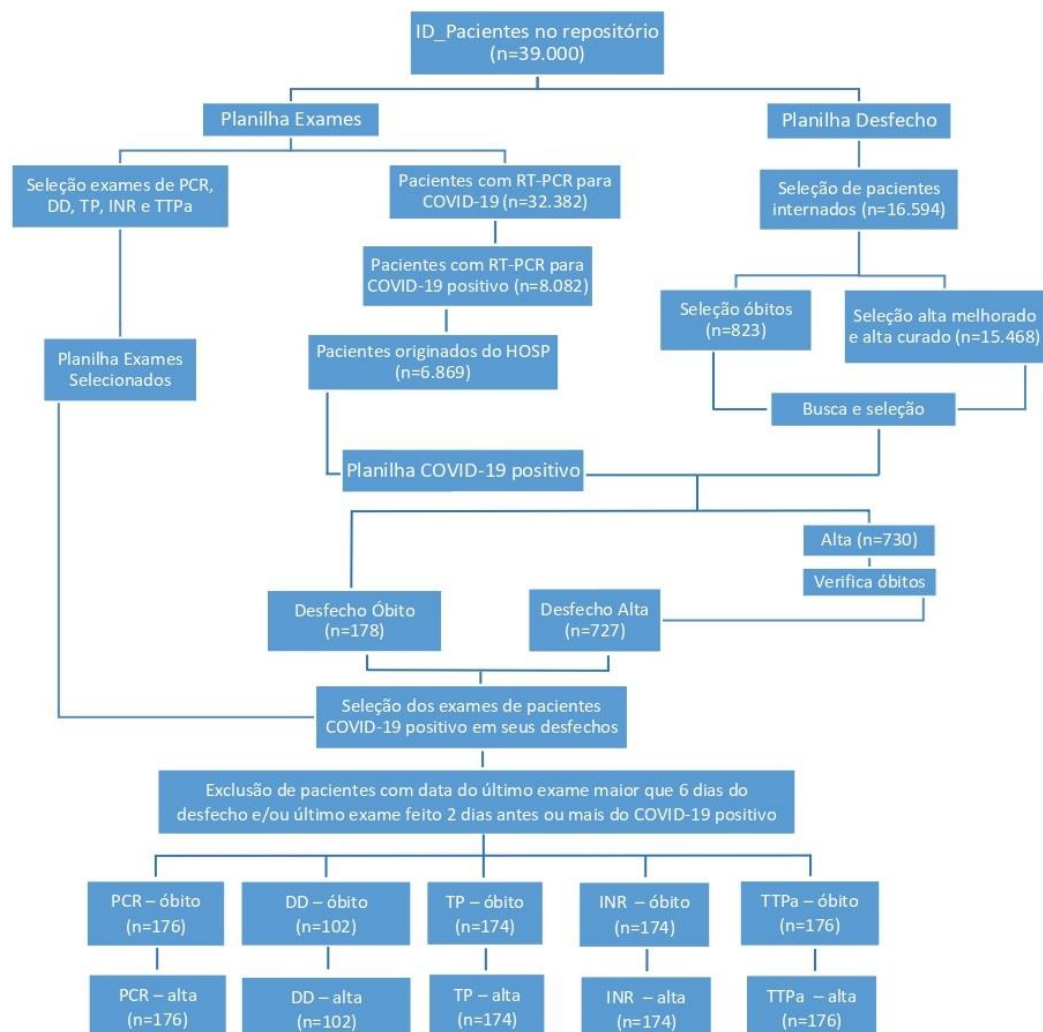 ID_Pacientes no repositório
(n=39.000)
Planilha Exames
Planilha Desfecho
Seleção exames de PCR,
DD, TP, INR e TTPa
Pacientes com RT-PCR para
COVID-19 (n=32.382)
Seleção de pacientes
internados (n=16.594)
Pacientes com RT-PCR para
COVID-19 positivo (n=8.082)
Seleção óbitos
(n=823)
Seleção alta melhorado
e alta curado (n=15.468)
Planilha Exames
Selecionados
Pacientes originados do HOSP
(n=6.869)
Busca e seleção
Planilha COVID-19 positivo
Alta (n=730)
Verifica óbitos
Desfecho Óbito
(n=178)
Desfecho Alta
(n=727)
Seleção dos exames de pacientes
COVID-19 positivo em seus desfechos
Exclusão de pacientes com data do último exame maior que 6 dias do
desfecho e/ou último exame feito 2 dias antes ou mais do COVID-19 positivo
PCR – óbito
(n=176)
DD – óbito
(n=102)
TP – óbito
(n=174)
INR – óbito
(n=174)
TTPa – óbito
(n=176)
PCR – alta
(n=176)
DD – alta
(n=102)
TP – alta
(n=174)
INR – alta
(n=174)
TTPa – alta
(n=176)